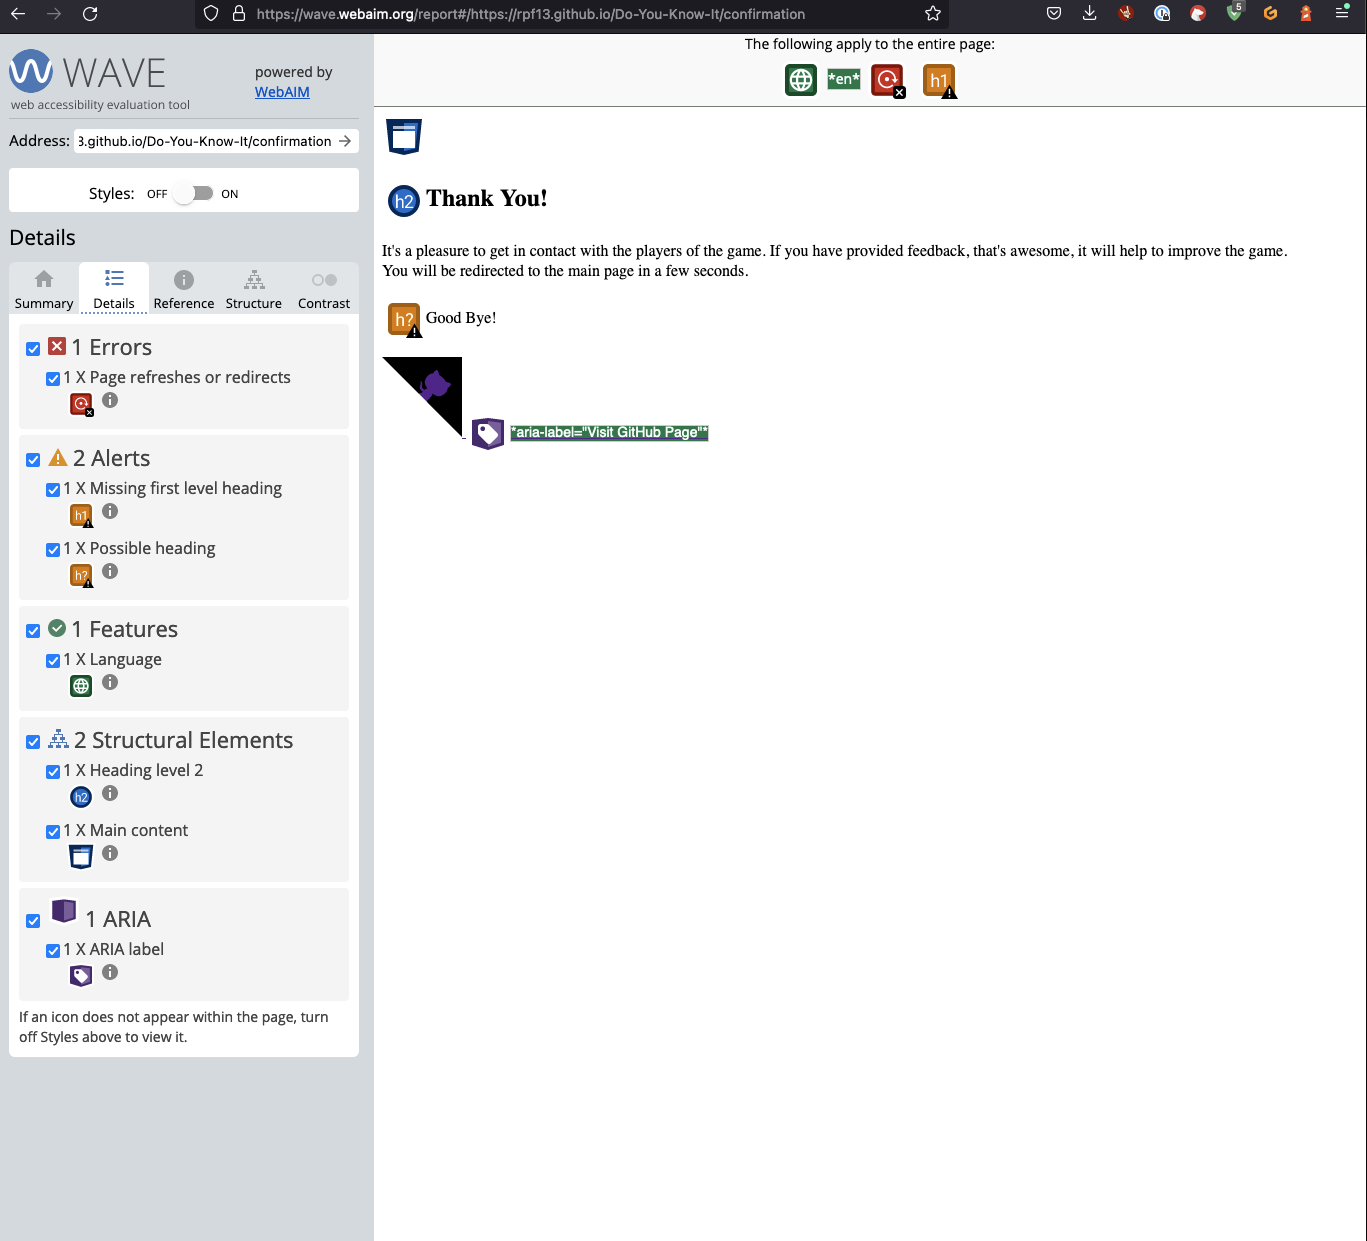 https://wave.webaim.org/report#/https://rpf13.github.io/Do-You-Know-It/confirmation
5
WAVE
web accessibility evaluation tool
powered by
WebAIM
Address: 3.github.io/Do-You-Know-It/confirmation
Styles: OFF ON
Details
Summary Details Reference Structure Contrast
1 Errors
1 X Page refreshes or redirects
2 Alerts
1 X Missing first level heading
h1
1 X Possible heading
h?
1 Features
1 X Language
2 Structural Elements
1 X Heading level 2
h2
1 X Main content
1 ARIA
1 X ARIA label
If an icon does not appear within the page, turn
off Styles above to view it.
The following apply to the entire page:
*en* h1
h2 Thank You!
It's a pleasure to get in contact with the players of the game. If you have provided feedback, that's awesome, it will help to improve the game.
You will be redirected to the main page in a few seconds.
h? Good Bye!
*aria-label="Visit GitHub Page"*